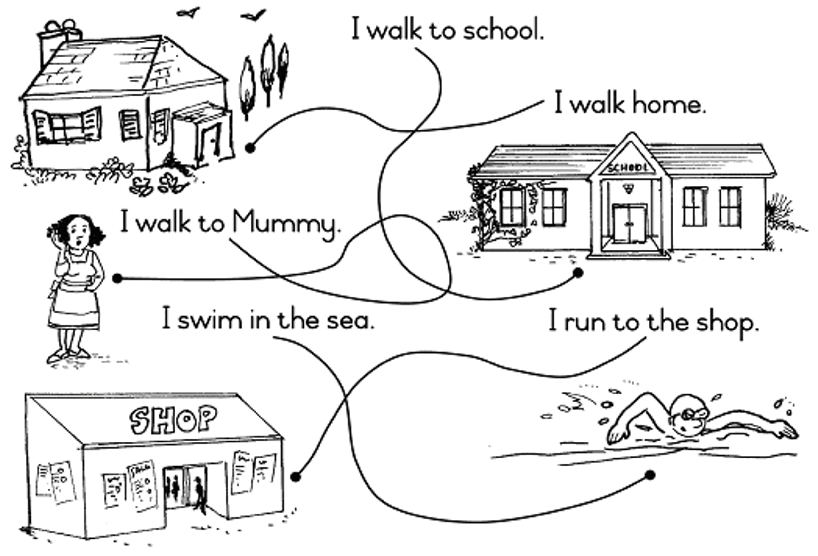 I walk to school.
I walk home.
SCHOOL
I walk to Mummy.
I swim in the sea.
I run to the shop.
SHOP